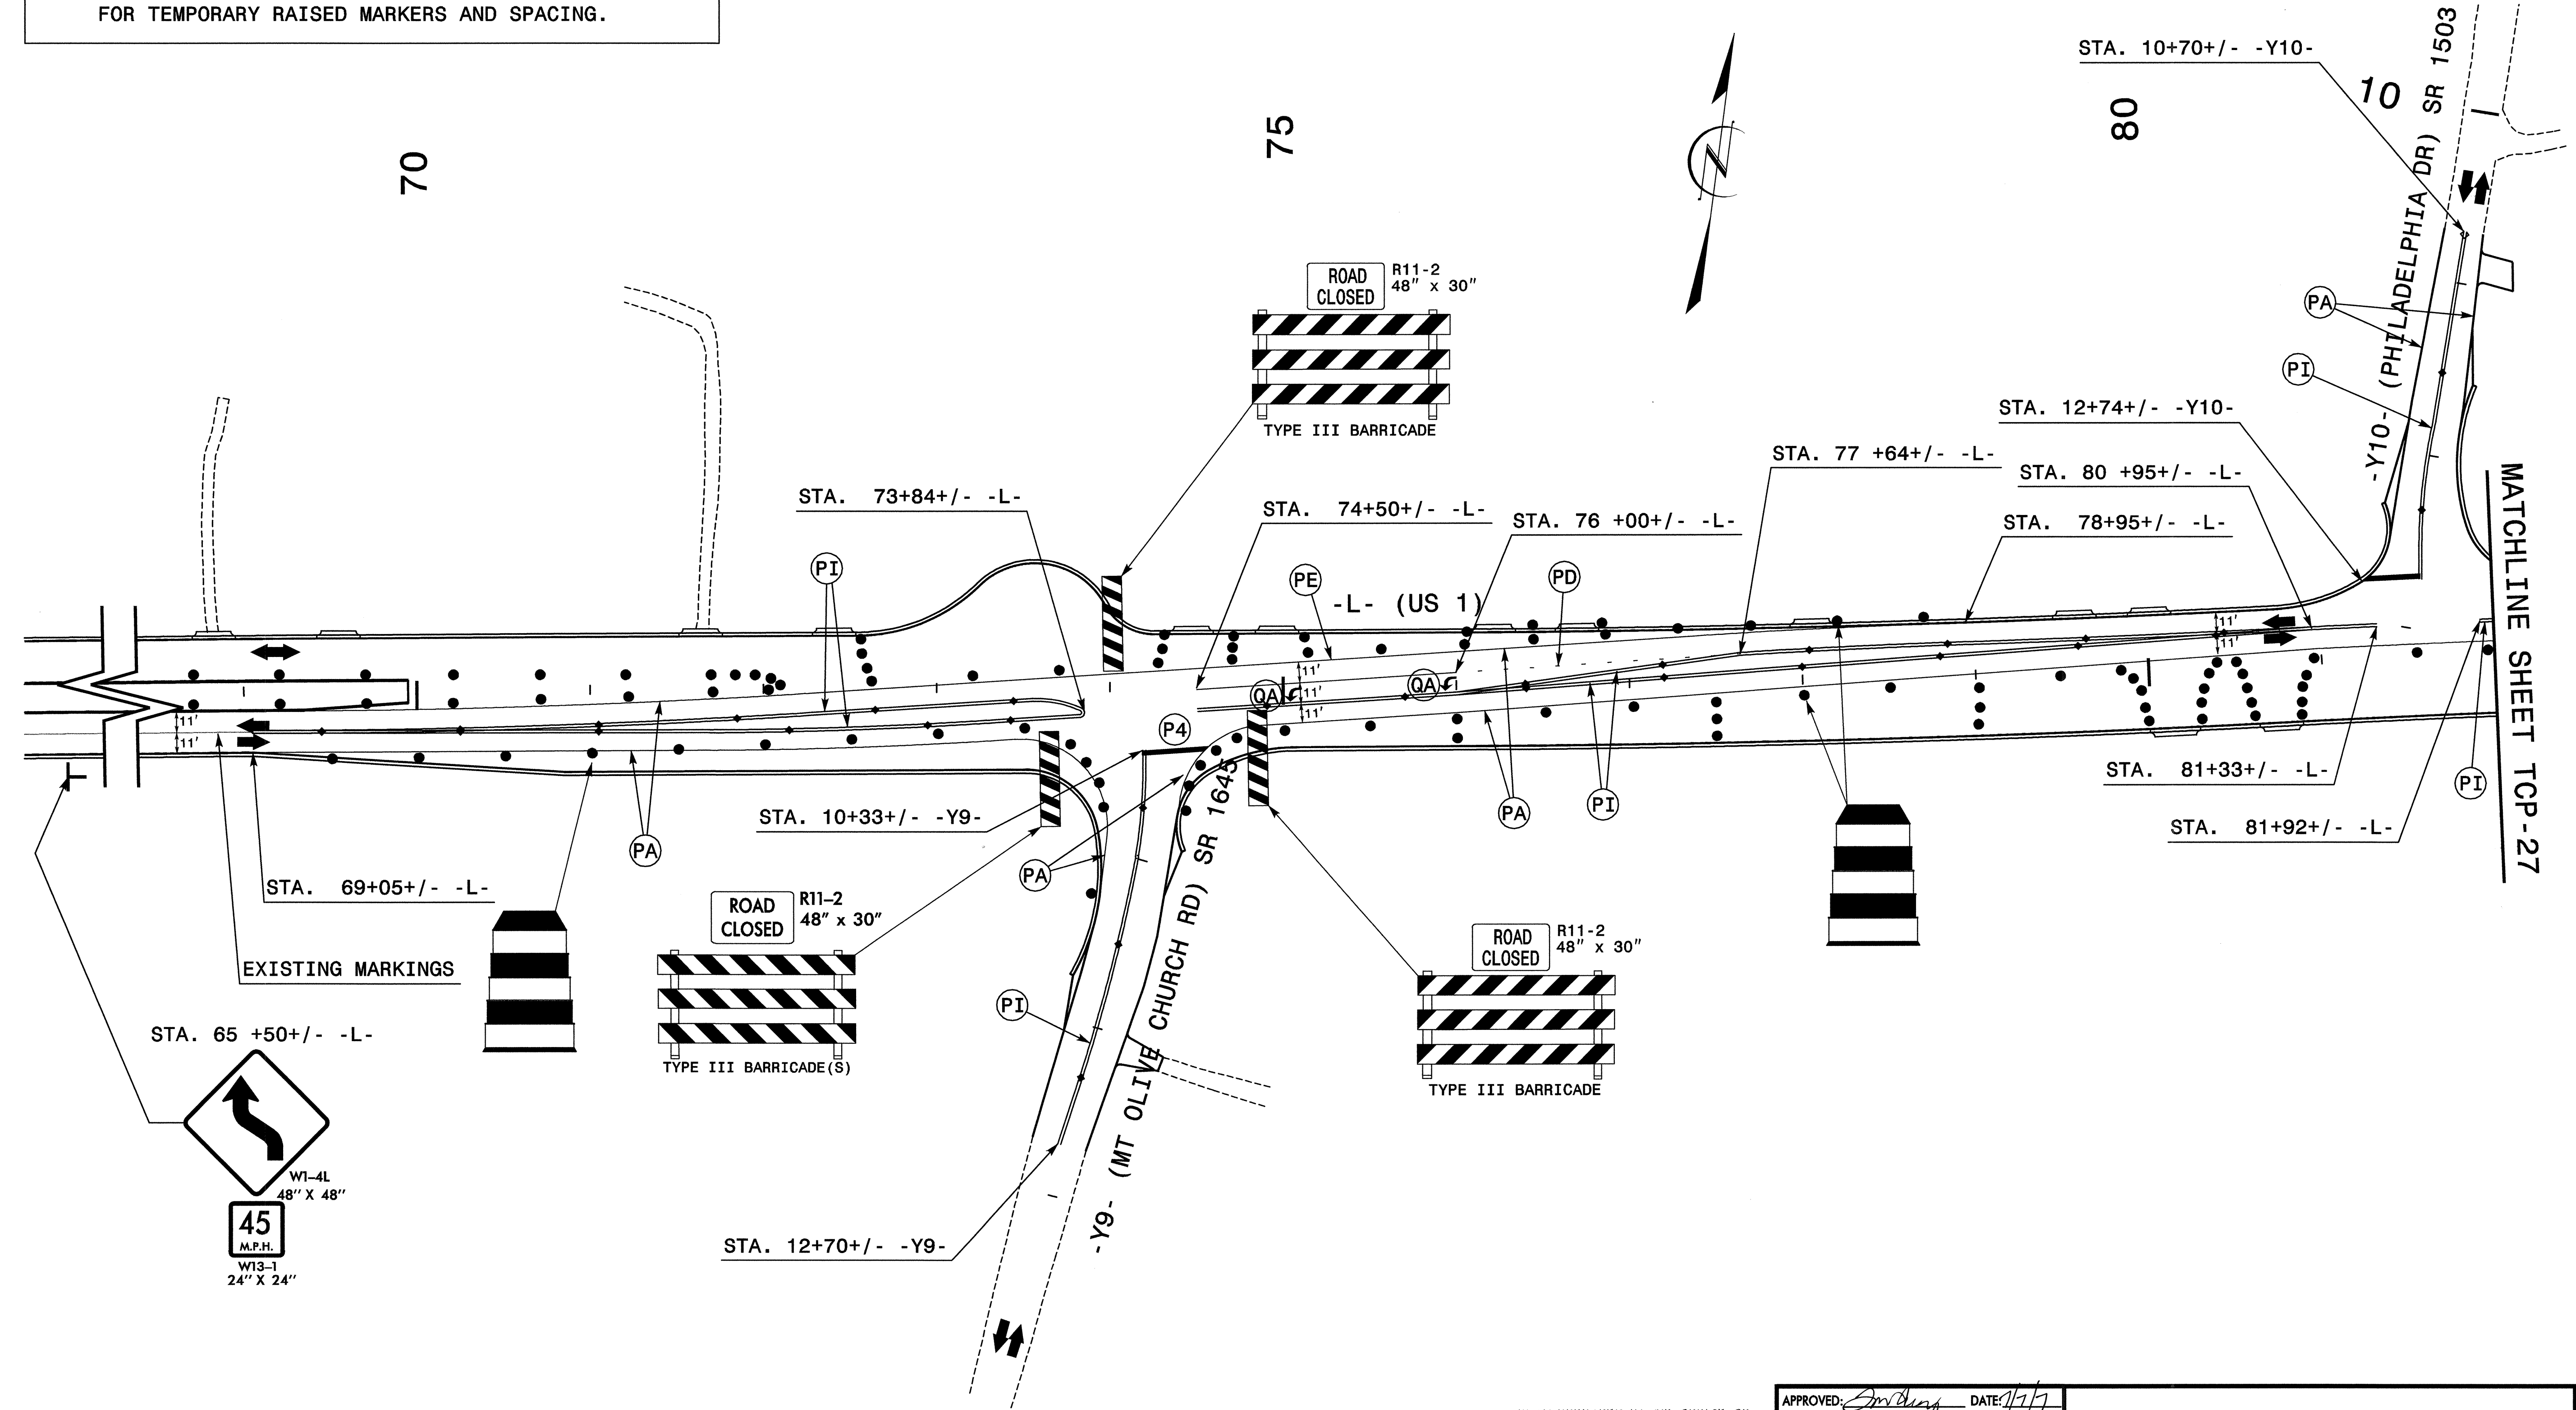 FOR TEMPORARY RAISED MARKERS AND SPACING.
STA. 10+70+/- -Y10-
10
70
75
80
-Y10- (PHILADELPHIA DR) SR 1503
ROAD
CLOSED
R11-2
48" x 30"
TYPE III BARRICADE
PA
PI
STA. 12+74+/- -Y10-
STA. 77 +64+/- -L-
STA. 80 +95+/- -L-
STA. 73+84+/- -L-
STA. 74+50+/- -L-
STA. 76 +00+/- -L-
STA. 78+95+/- -L-
MATCHLINE SHEET TCP-27
PI
PE
PD
-L- (US 1)
11'
11'
11'
11'
11'
QA
QA
11'
11'
P4
STA. 10+33+/- -Y9-
PA
PA
PA
PI
STA. 81+33+/- -L-
PI
STA. 81+92+/- -L-
STA. 69+05+/- -L-
ROAD
CLOSED
R11-2
48" x 30"
TYPE III BARRICADE(S)
EXISTING MARKINGS
ROAD
CLOSED
R11-2
48" x 30"
TYPE III BARRICADE
PI
-Y9- (MT OLIVE CHURCH RD) SR 1645
STA. 65 +50+/- -L-
W1-4L
48" X 48"
45
M.P.H.
W13-1
24" X 24"
STA. 12+70+/- -Y9-
APPROVED:
DATE: 7/7/7